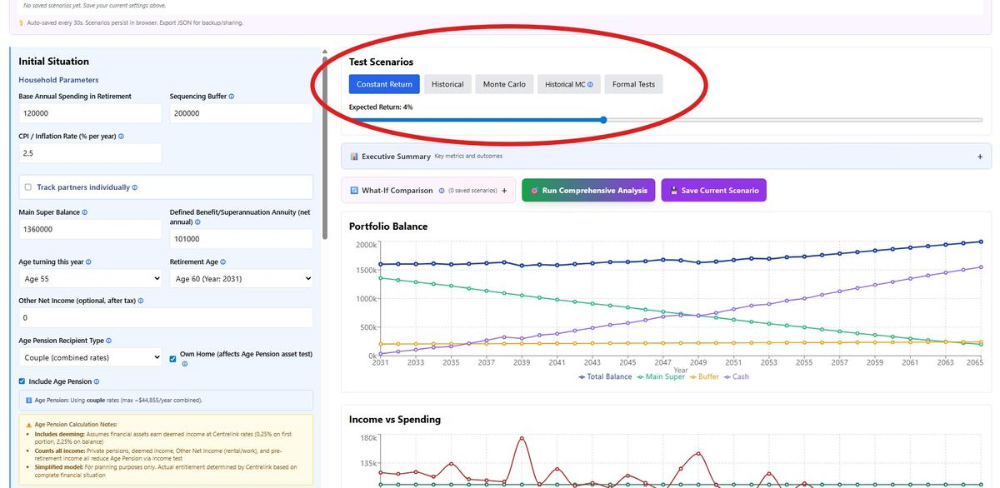 No saved scenarios yet. Save your current settings above.
💡 Auto-saved every 30s. Scenarios persist in browser. Export JSON for backup/sharing.
Initial Situation
Household Parameters
Base Annual Spending in Retirement
Sequencing Buffer
120000
200000
CPI / Inflation Rate (% per year)
2.5
Track partners individually
Main Super Balance
Defined Benefit/Superannuation Annuity (net
annual)
1360000
101000
Age turning this year
Retirement Age
Age 55
Age 60 (Year: 2031)
Other Net Income (optional, after tax)
0
Age Pension Recipient Type
Couple (combined rates)
Own Home (affects Age Pension asset test)
Include Age Pension
Age Pension: Using couple rates (max ~$44,855/year combined).
Age Pension Calculation Notes:
• Includes deeming: Assumes financial assets earn deemed income at Centrelink rates (0.25% on first
portion, 2.25% on balance)
• Counts all income: Private pensions, deemed income, Other Net Income (rental/work), and pre-
retirement income all reduce Age Pension via income test
• Simplified model: For planning purposes only. Actual entitlement determined by Centrelink based on
complete financial situation
Test Scenarios
Constant Return
Historical
Monte Carlo
Historical MC
Formal Tests
Expected Return: 4%
Executive Summary Key metrics and outcomes +
What-If Comparison (0 saved scenarios) +
Run Comprehensive Analysis
Save Current Scenario
Portfolio Balance
2000k
1500k
1000k
500k
0k
2031 2033 2035 2037 2039 2041 2043 2045 2047 2049 2051 2053 2055 2057 2059 2061 2063 2065
Year
Total Balance Main Super Buffer Cash
Income vs Spending
180k
135k